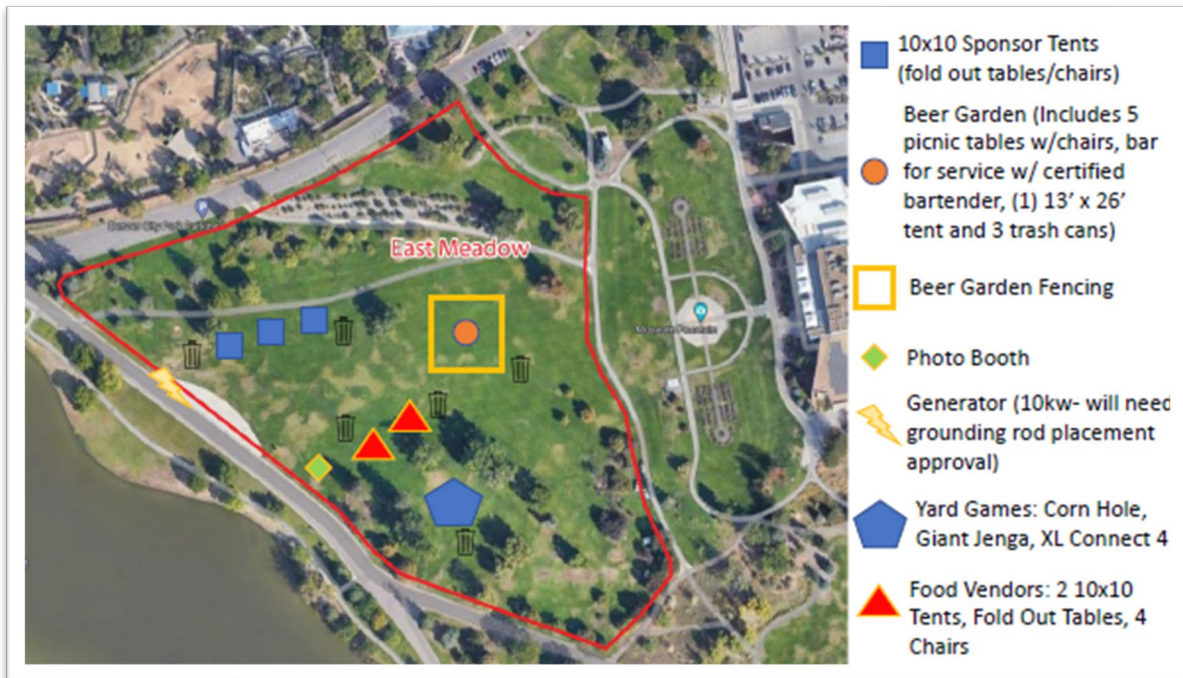 10x10 Sponsor Tents
(fold out tables/chairs)
Beer Garden (Includes 5
picnic tables w/chairs, bar
for service w/ certified
bartender, (1) 13’ x 26’
tent and 3 trash cans)
Beer Garden Fencing
Photo Booth
Generator (10kw- will need
grounding rod placement
approval)
Yard Games: Corn Hole,
Giant Jenga, XL Connect 4
Food Vendors: 2 10x10
Tents, Fold Out Tables, 4
Chairs
P
East Meadow